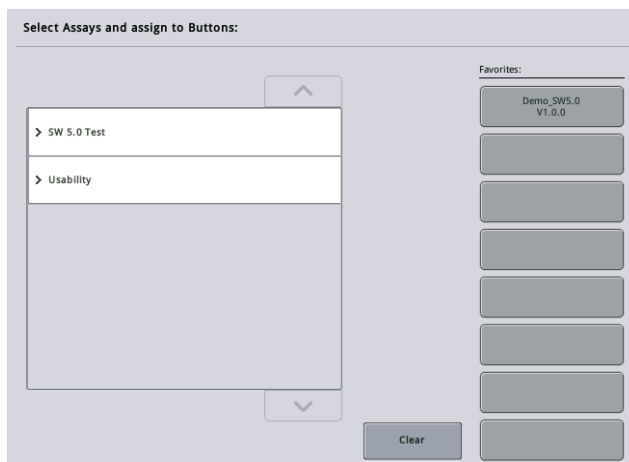 Select Assays and assign to Buttons:
Favorites:
Demo_SW5.0
V1.0.0
SW 5.0 Test
Usability
Clear